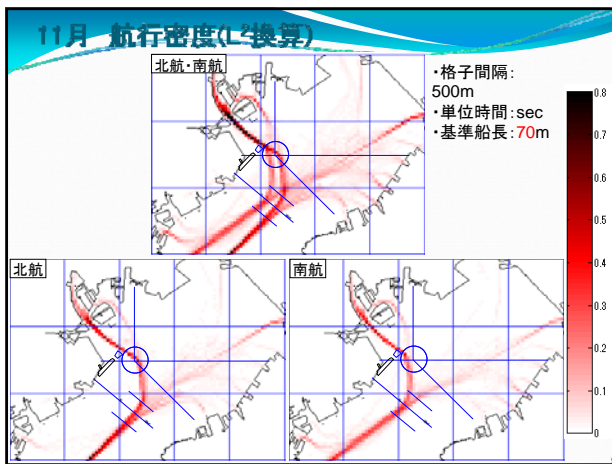 11月 航行密度(L²換算)
北航・南航
・格子間隔:
500m
・単位時間:sec
・基準船長:70m
0.8
0.7
0.6
0.5
0.4
0.3
0.2
0.1
0
北航
南航